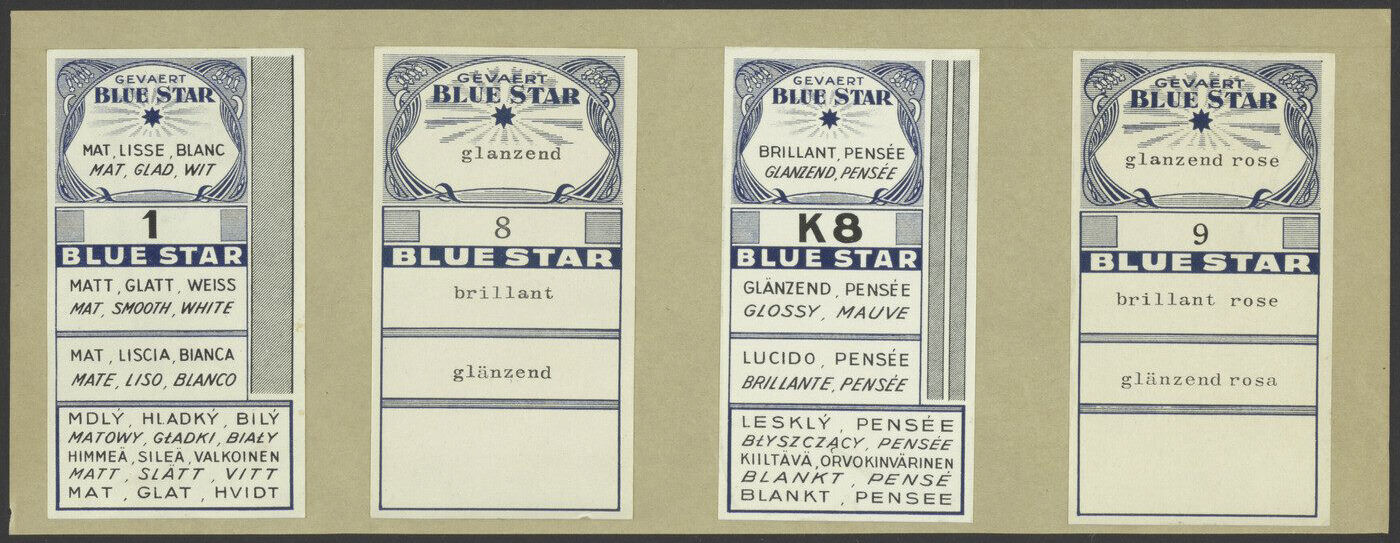 GEVAERT
BLUE STAR
MAT, LISSE, BLANC
MAT, GLAD, WIT
1
BLUE STAR
MATT, GLATT, WEISS
MAT, SMOOTH, WHITE
MAT, LISCIA, BIANCA
MATE, LISO, BLANCO
MDLÝ, HLADKÝ, BILÝ
MATOWY, GŁADKI, BIAŁY
HIMMEÄ, SILEÄ, VALKOINEN
MATT, SLÄTT, VITT
MAT, GLAT, HVIDT
GEVAERT
BLUE STAR
glanzend
8
BLUE STAR
brillant
glänzend
GEVAERT
BLUE STAR
BRILLANT, PENSÉE
GLANZEND, PENSÉE
K8
BLUE STAR
GLÄNZEND, PENSÉE
GLOSSY, MAUVE
LUCIDO, PENSÉE
BRILLANTE, PENSÉE
LESKLÝ, PENSÉE
BŁYSZCZĄCY, PENSÉE
KIILTÄVÄ, ORVOKINVÄRINEN
BLANKT, PENSÉ
BLANKT, PENSEE
GEVAERT
BLUE STAR
glanzend rose
9
BLUE STAR
brillant rose
glänzend rosa